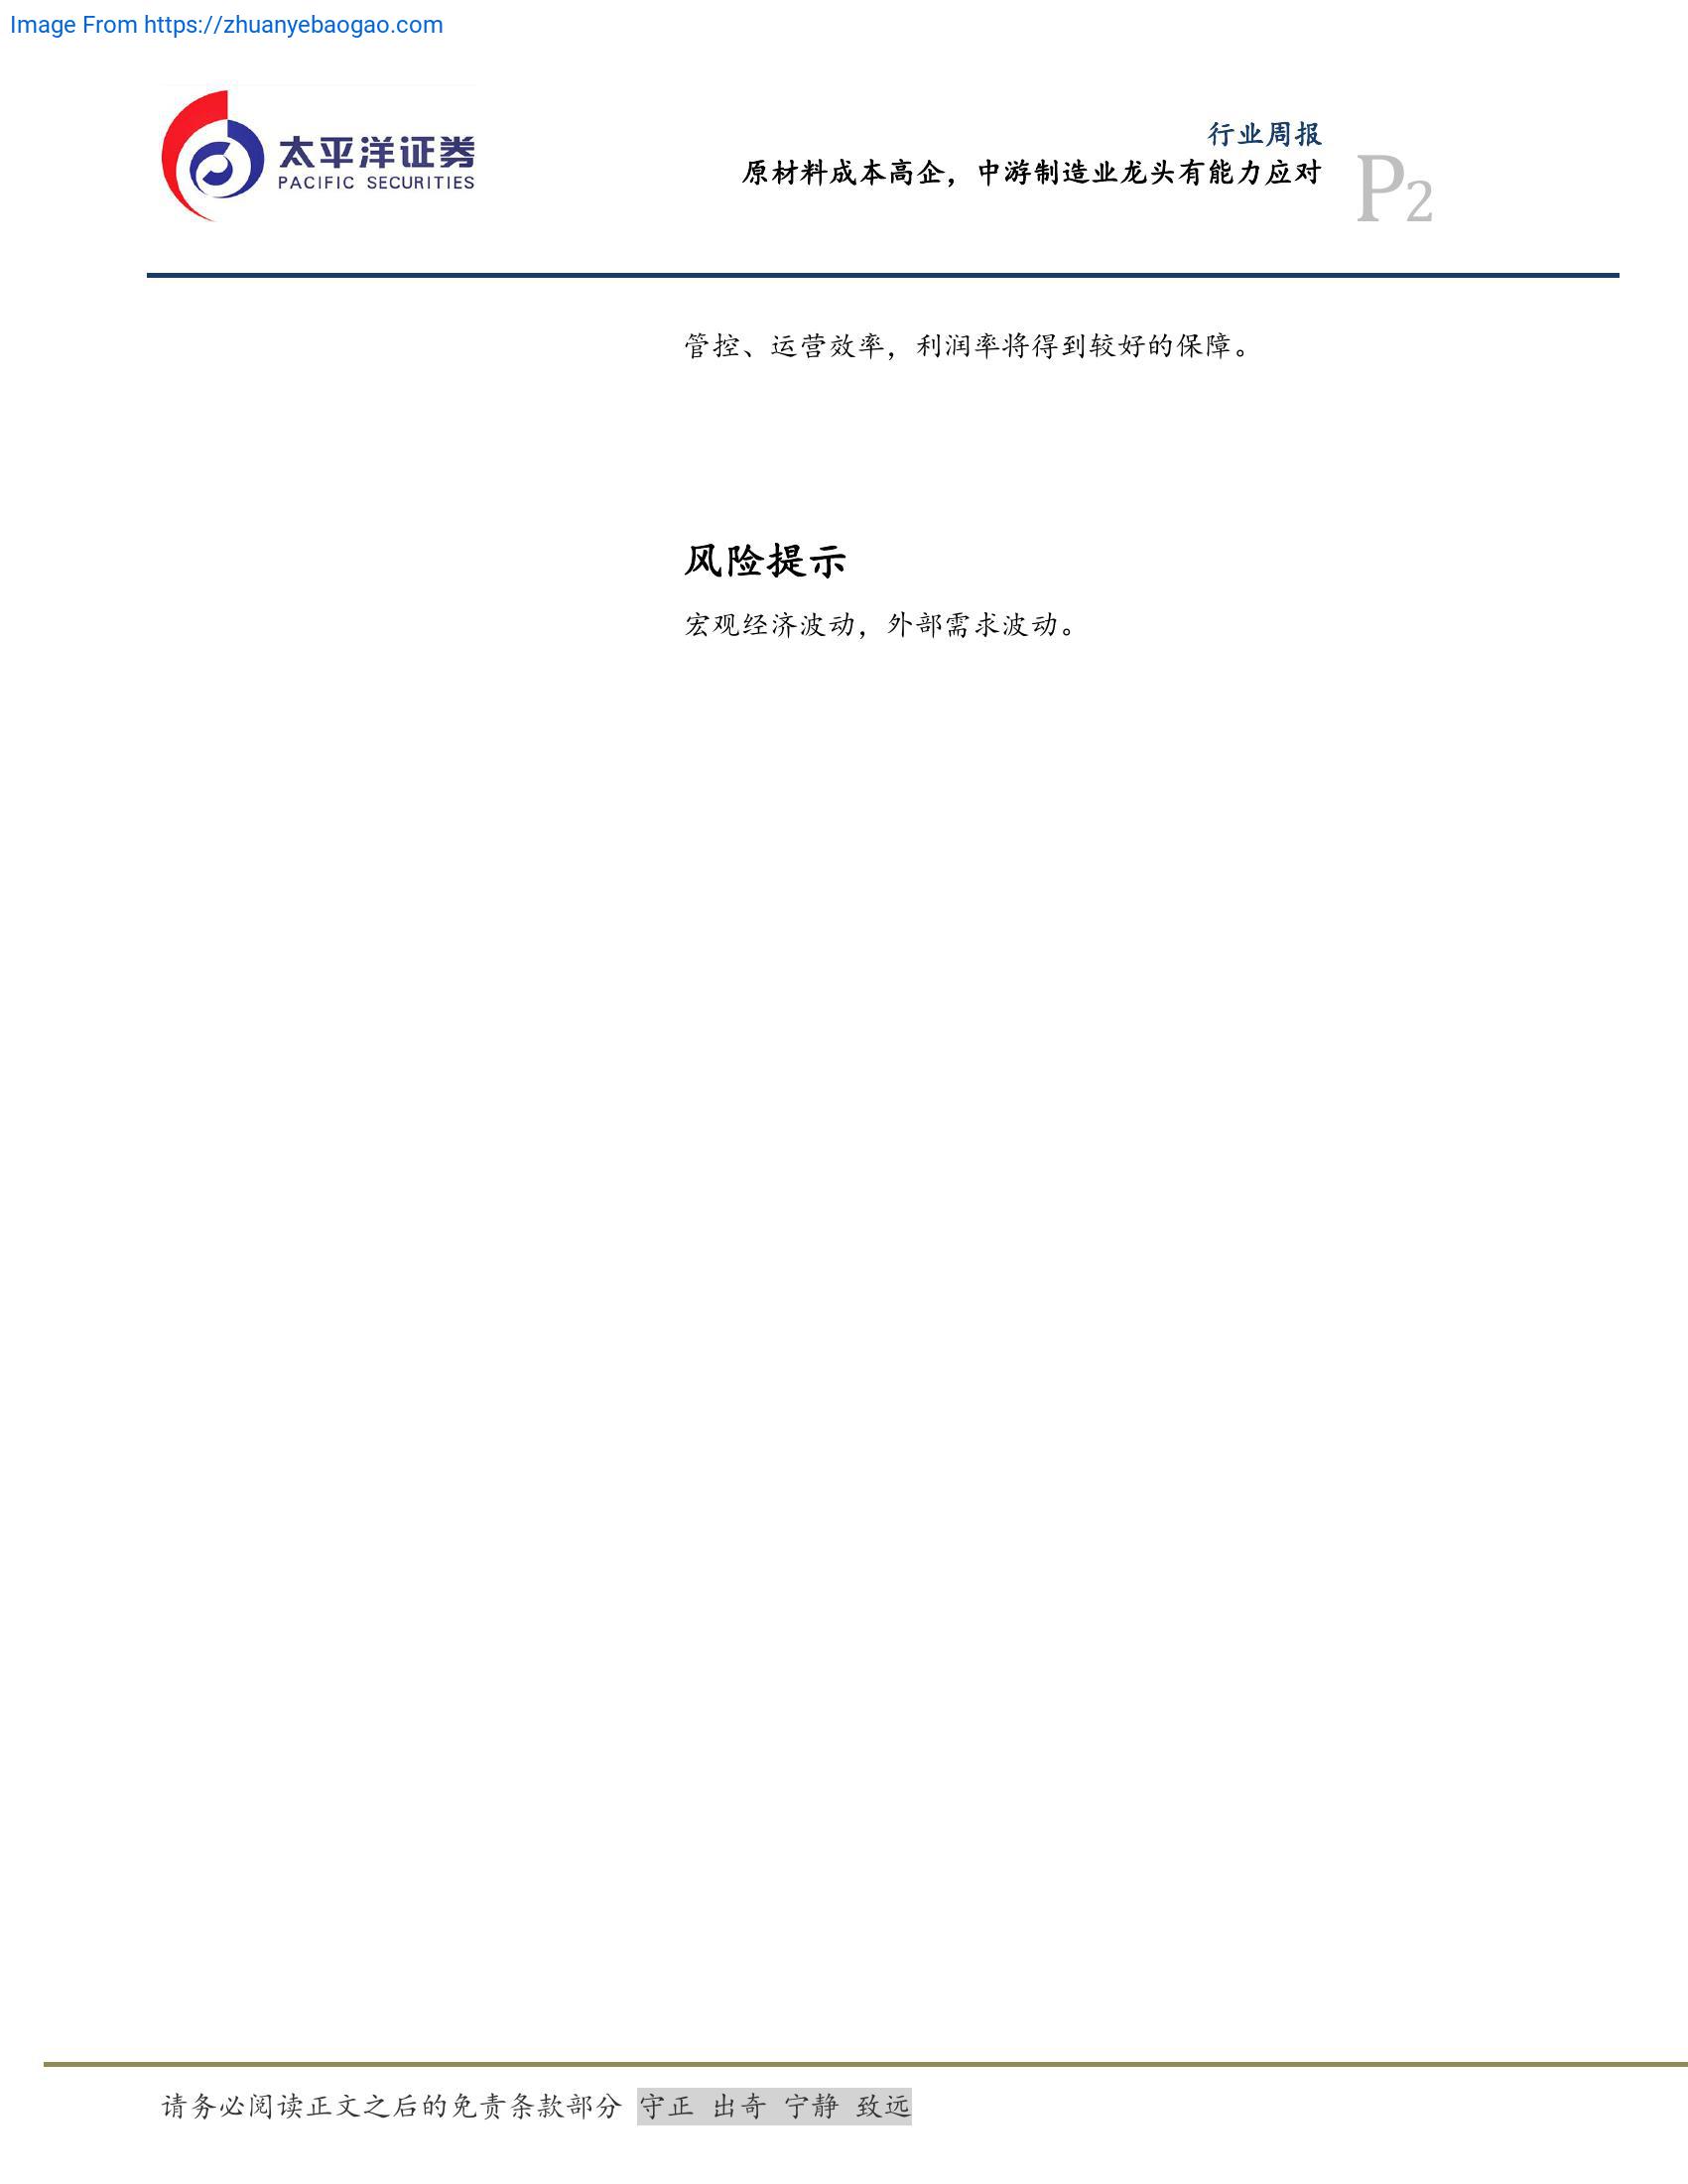 Image From https://zhuanyebaogao.com
太平洋证券
PACIFIC SECURITIES
行业周报
原材料成本高企，中游制造业龙头有能力应对
P2
管控、运营效率，利润率将得到较好的保障。
风险提示
宏观经济波动，外部需求波动。
请务必阅读正文之后的免责条款部分 守正 出奇 宁静 致远